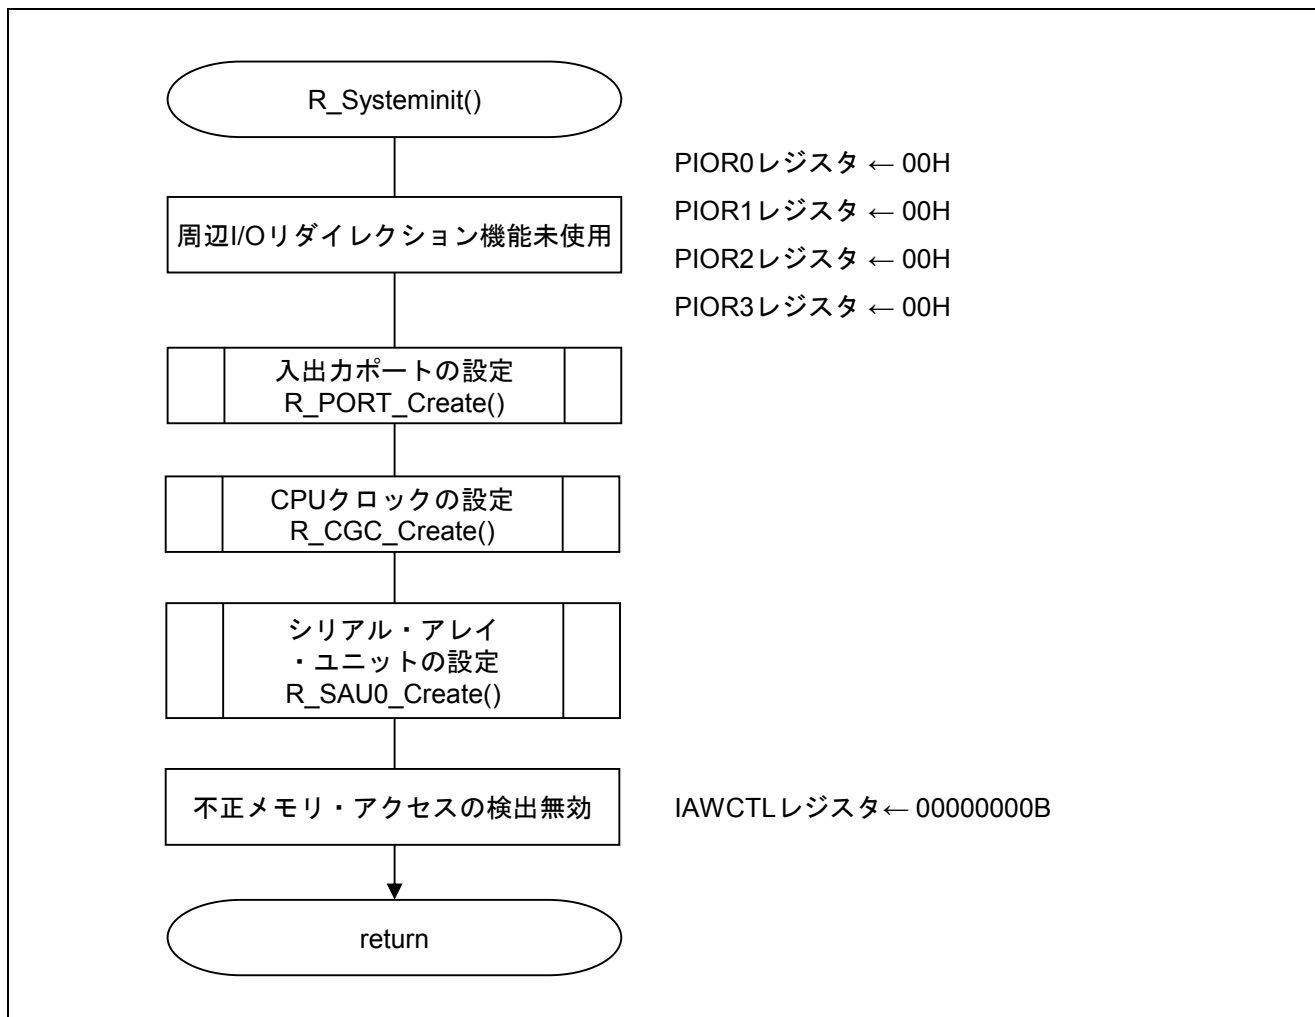 R_Systeminit()
PIOR0レジスタ ← 00H
PIOR1レジスタ ← 00H
周辺I/Oリダイレクション機能未使用
PIOR2レジスタ ← 00H
PIOR3レジスタ ← 00H
入出力ポートの設定
R_PORT_Create()
CPUクロックの設定
R_CGC_Create()
シリアル・アレイ
・ユニットの設定
R_SAU0_Create()
不正メモリ・アクセスの検出無効
IAWCTLレジスタ← 00000000B
return